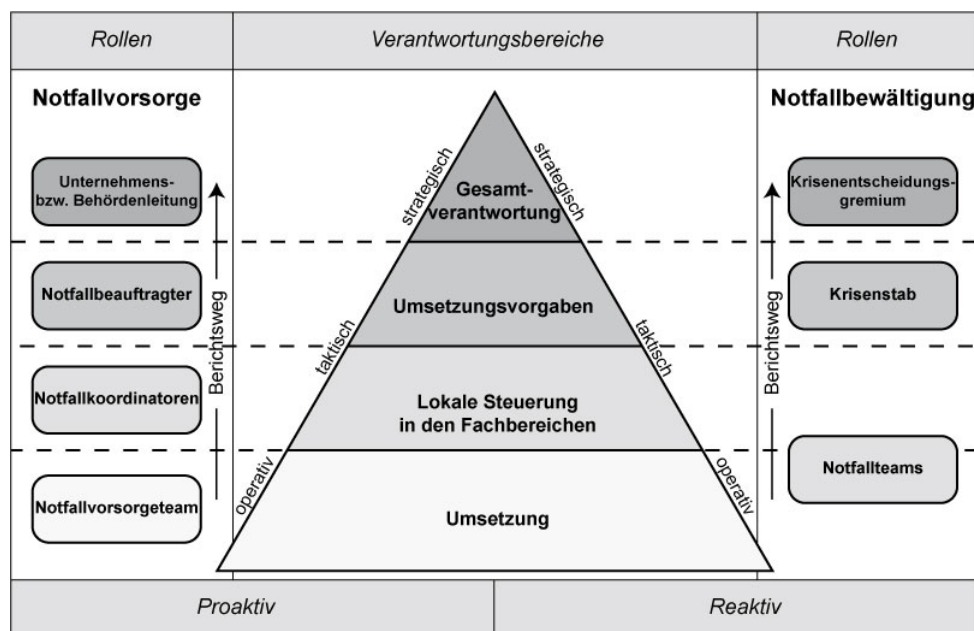 Rollen
Verantwortungsbereiche
Rollen
Notfallvorsorge
Notfallbewältigung
Unternehmens-
bzw. Behördenleitung
strategisch
Gesamt-
verantwortung
strategisch
Krisenentscheidungs-
gremium
Notfallbeauftragter
Berichtsweg
taktisch
Umsetzungsvorgaben
taktisch
Berichtsweg
Krisenstab
Notfallkoordinatoren
Lokale Steuerung
in den Fachbereichen
Notfallvorsorgeteam
operativ
Umsetzung
operativ
Notfallteams
Proaktiv
Reaktiv